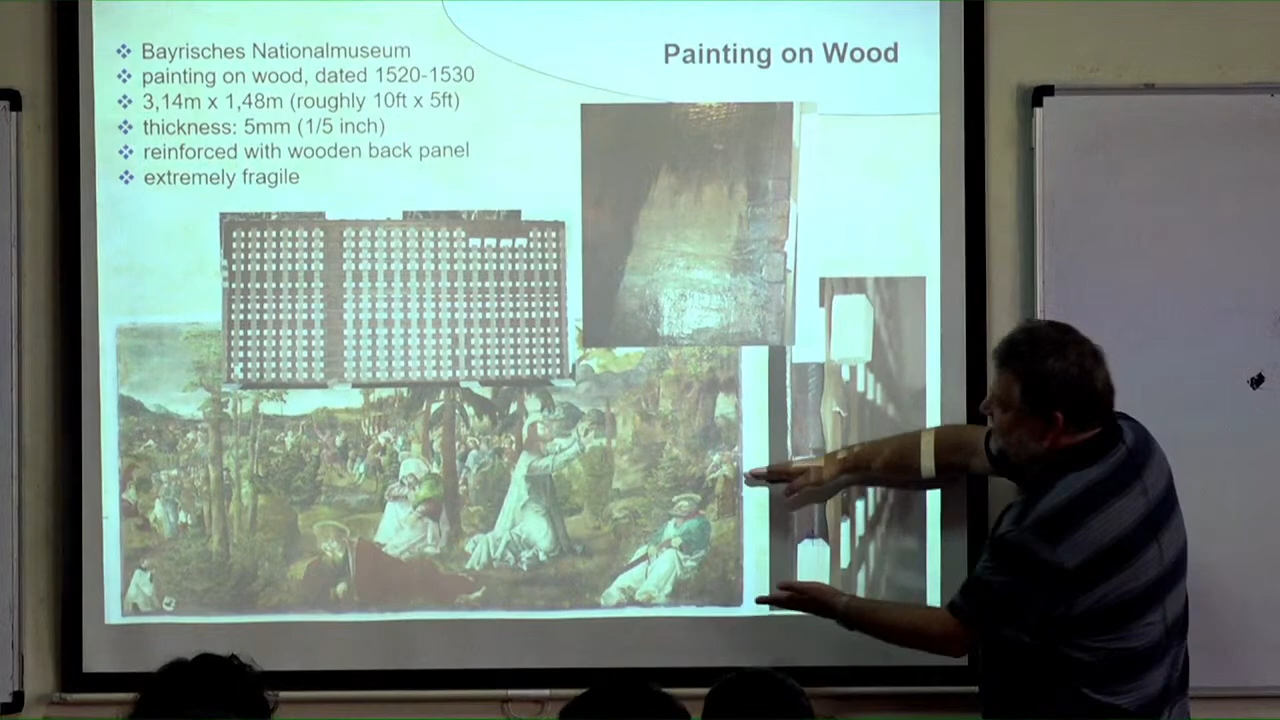 Painting on Wood
Bayrisches Nationalmuseum
painting on wood, dated 1520-1530
3,14m x 1,48m (roughly 10ft x 5ft)
thickness: 5mm (1/5 inch)
reinforced with wooden back panel
extremely fragile